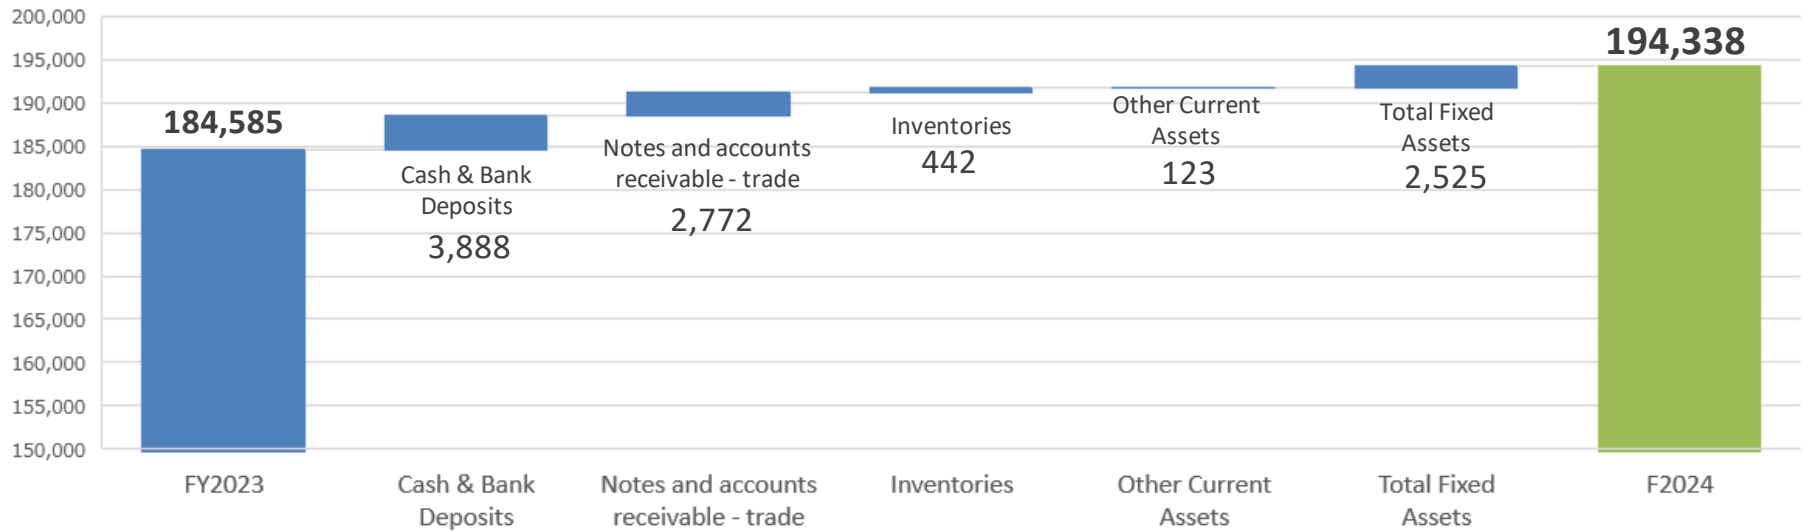 200,000
195,000
190,000
185,000
180,000
175,000
170,000
165,000
160,000
155,000
150,000
184,585
Cash & Bank
Deposits
3,888
Notes and accounts
receivable - trade
2,772
Inventories
442
Other Current
Assets
123
Total Fixed
Assets
2,525
194,338
FY2023
Cash & Bank
Deposits
Notes and accounts
receivable - trade
Inventories
Other Current
Assets
Total Fixed
Assets
F2024